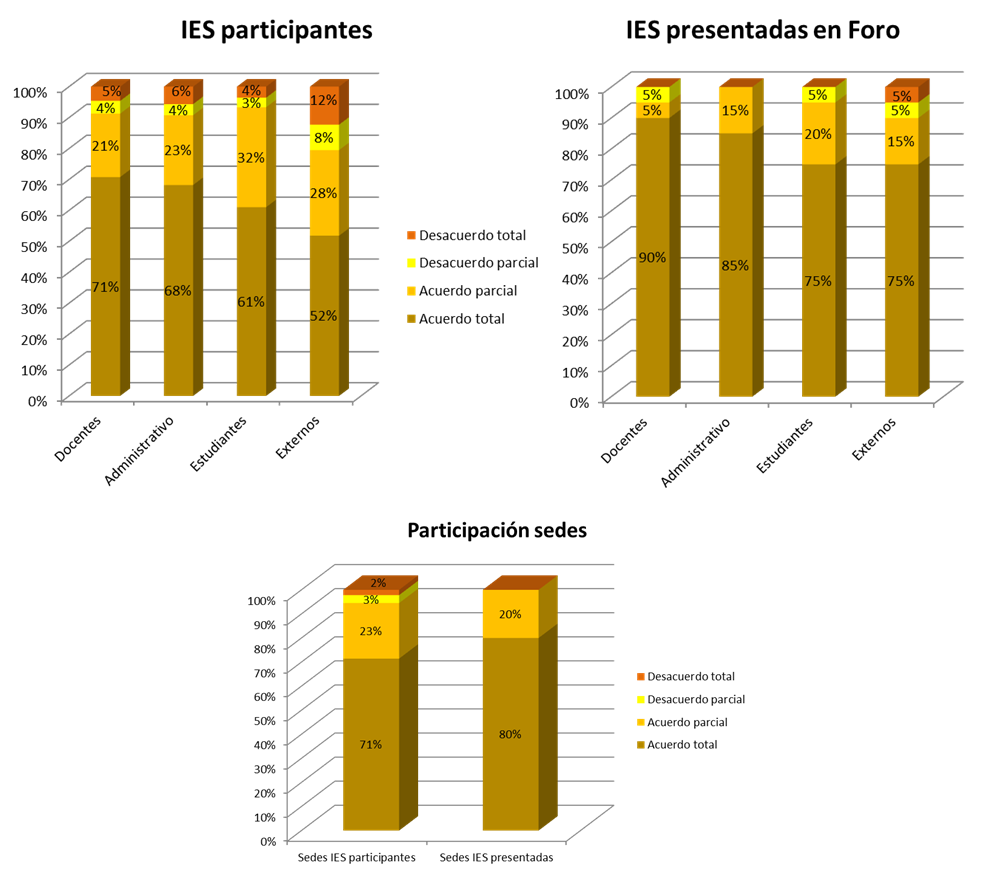 IES participantes
100%
90%
80%
70%
60%
50%
40%
30%
20%
10%
0%
5% 6% 4% 12%
4% 4% 3% 8%
21% 23% 32% 28%
71% 68% 61% 52%
Docentes
Administrativo
Estudiantes
Externos
Desacuerdo total
Desacuerdo parcial
Acuerdo parcial
Acuerdo total
IES presentadas en Foro
100%
90%
80%
70%
60%
50%
40%
30%
20%
10%
0%
5%
5% 5% 5%
5% 15% 20% 15%
90% 85% 75% 75%
Docentes
Administrativo
Estudiantes
Externos
Participación sedes
100%
90%
80%
70%
60%
50%
40%
30%
20%
10%
0%
2%
3%
23% 20%
71% 80%
Sedes IES participantes
Sedes IES presentadas
Desacuerdo total
Desacuerdo parcial
Acuerdo parcial
Acuerdo total